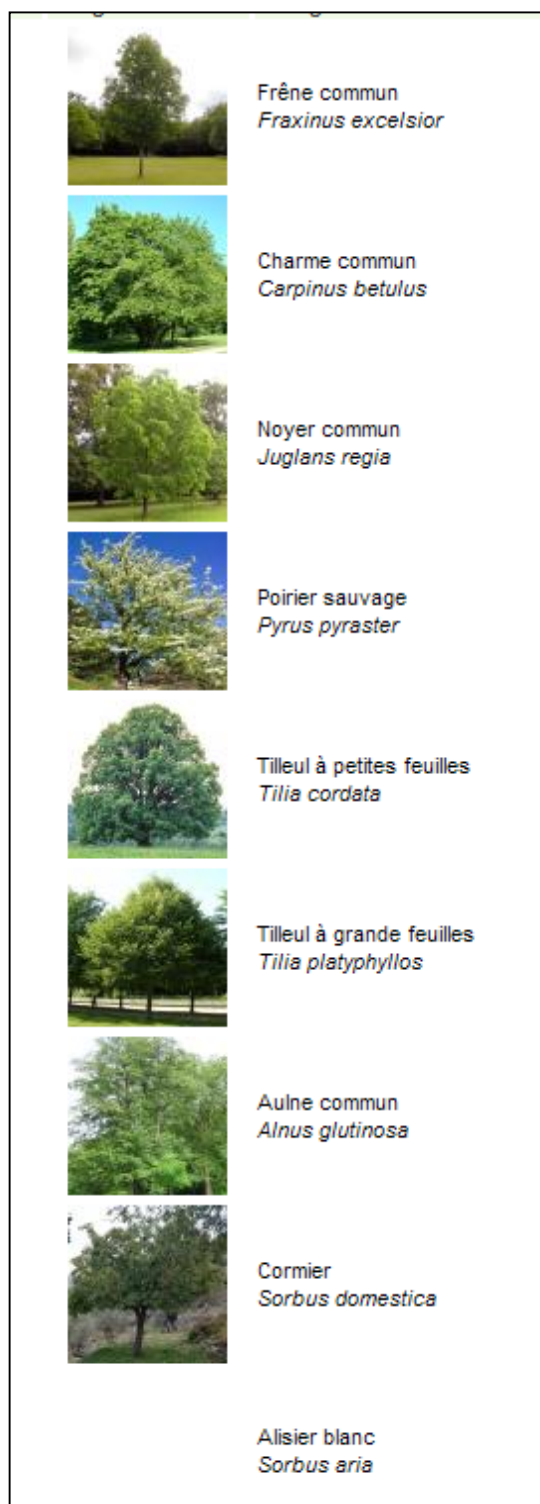 Frêne commun
Fraxinus excelsior
Charme commun
Carpinus betulus
Noyer commun
Juglans regia
Poirier sauvage
Pyrus pyraster
Tilleul à petites feuilles
Tilia cordata
Tilleul à grande feuilles
Tilia platyphyllos
Aulne commun
Alnus glutinosa
Cormier
Sorbus domestica
Alisier blanc
Sorbus aria